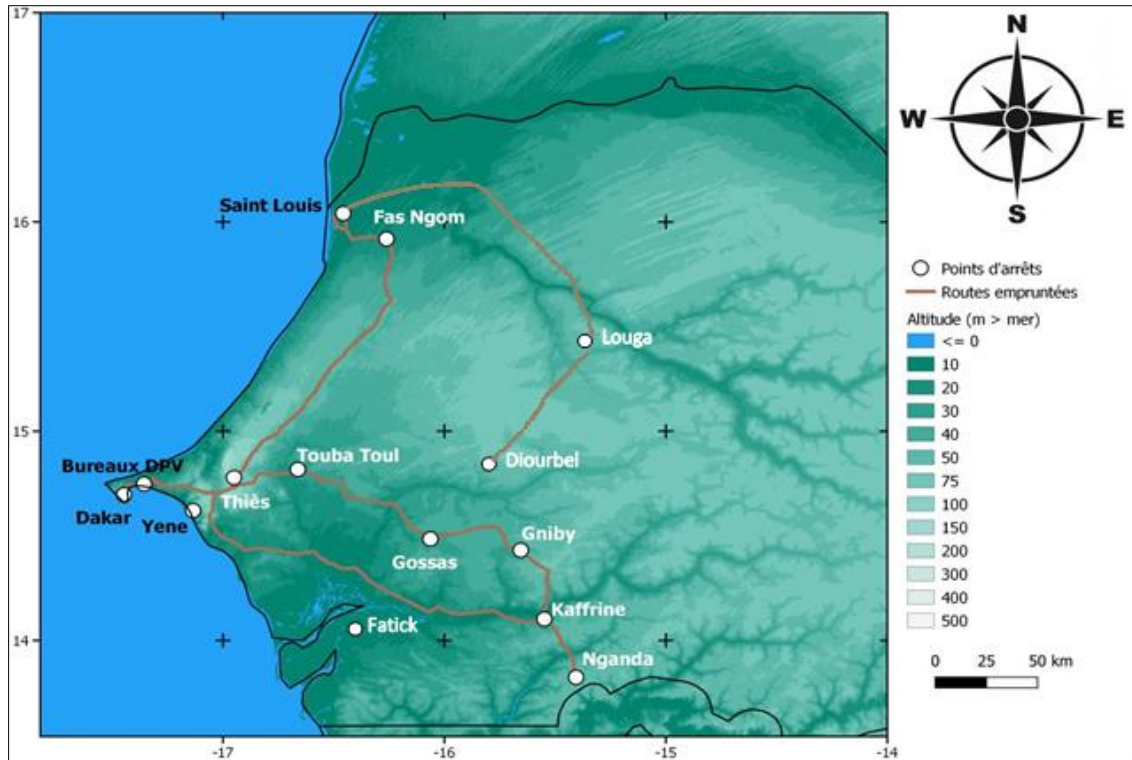 17
16
15
14
-17
-16
-15
-14
Saint Louis
Fas Ngom
Louga
Bureaux DPV
Touba Toul
Diourbel
Thiès
Dakar
Yene
Gniby
Gossas
Kaffrine
Fatick
Nganda
N
W
E
S
Points d'arrêts
Routes empruntées
Altitude (m > mer)
<= 0
10
20
30
40
50
75
100
150
200
300
400
500
0 25 50 km